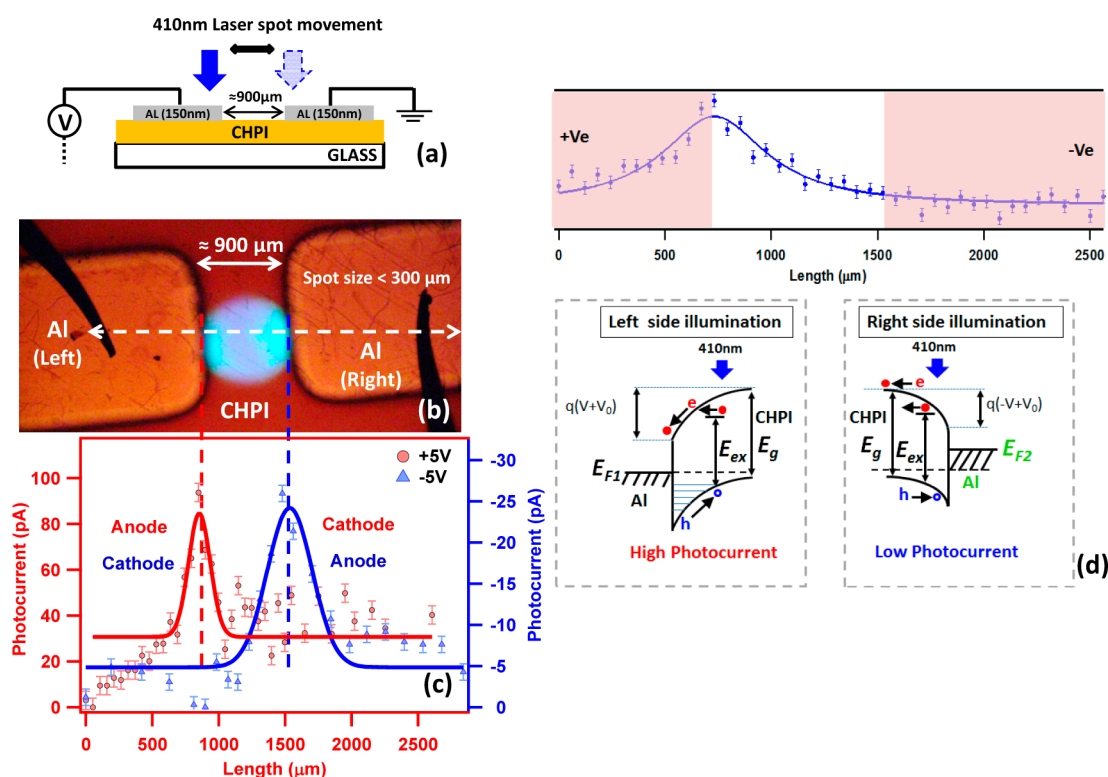 410nm Laser spot movement
≈900μm
V
AL (150nm)
AL (150nm)
CHPI
GLASS
(a)
≈ 900 μm
Spot size < 300 μm
Al
(Left)
Al
(Right)
CHPI
(b)
+5V
-5V
Anode
Cathode
Cathode
Anode
(c)
Photocurrent (pA)
100
80
60
40
20
0
Photocurrent (pA)
-30
-25
-20
-15
-10
-5
0
0 500 1000 1500 2000 2500
Length (μm)
+Ve
-Ve
0 500 1000 1500 2000 2500
Length (μm)
Left side illumination
410nm
q(V+V0)
e
CHPI
EF1
Eex
Eg
Al
h
High Photocurrent
Right side illumination
410nm
e
q(-V+V0)
CHPI
Eg
Eex
EF2
Al
h
Low Photocurrent
(d)